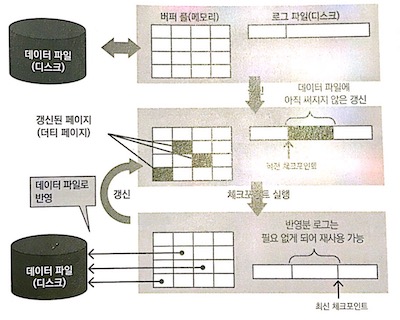 데이터 파일
(디스크)
버퍼 풀(메모리)
로그 파일(디스크)
갱신
데이터 파일에
아직 써지지 않은 갱신
갱신된 페이지
(더티 페이지)
체크포인트
데이터 파일로
반영
갱신
체크포인트 실행
반영분 로그는
필요 없게 되어 재사용 가능
데이터 파일
(디스크)
최신 체크포인트